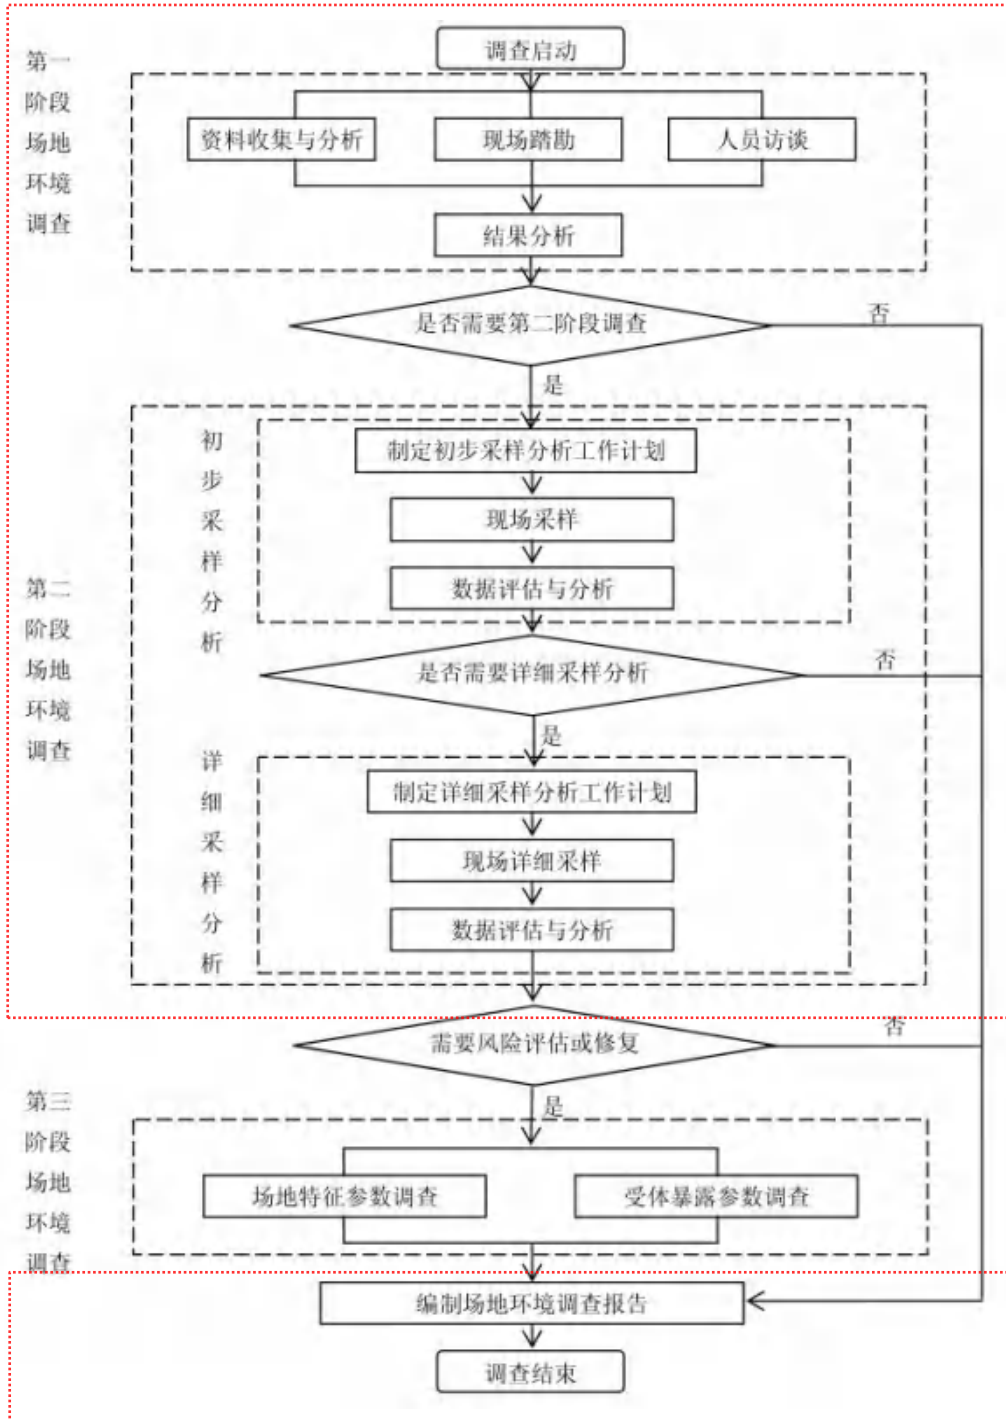 调查启动
第一
阶段
场地
环境
调查
资料收集与分析
现场踏勘
人员访谈
结果分析
是否需要第二阶段调查
否
是
第二
阶段
场地
环境
调查
初
步
采
样
分
析
制定初步采样分析工作计划
现场采样
数据评估与分析
是否需要详细采样分析
否
是
详
细
采
样
分
析
制定详细采样分析工作计划
现场详细采样
数据评估与分析
需要风险评估或修复
否
是
第三
阶段
场地
环境
调查
场地特征参数调查
受体暴露参数调查
编制场地环境调查报告
调查结束